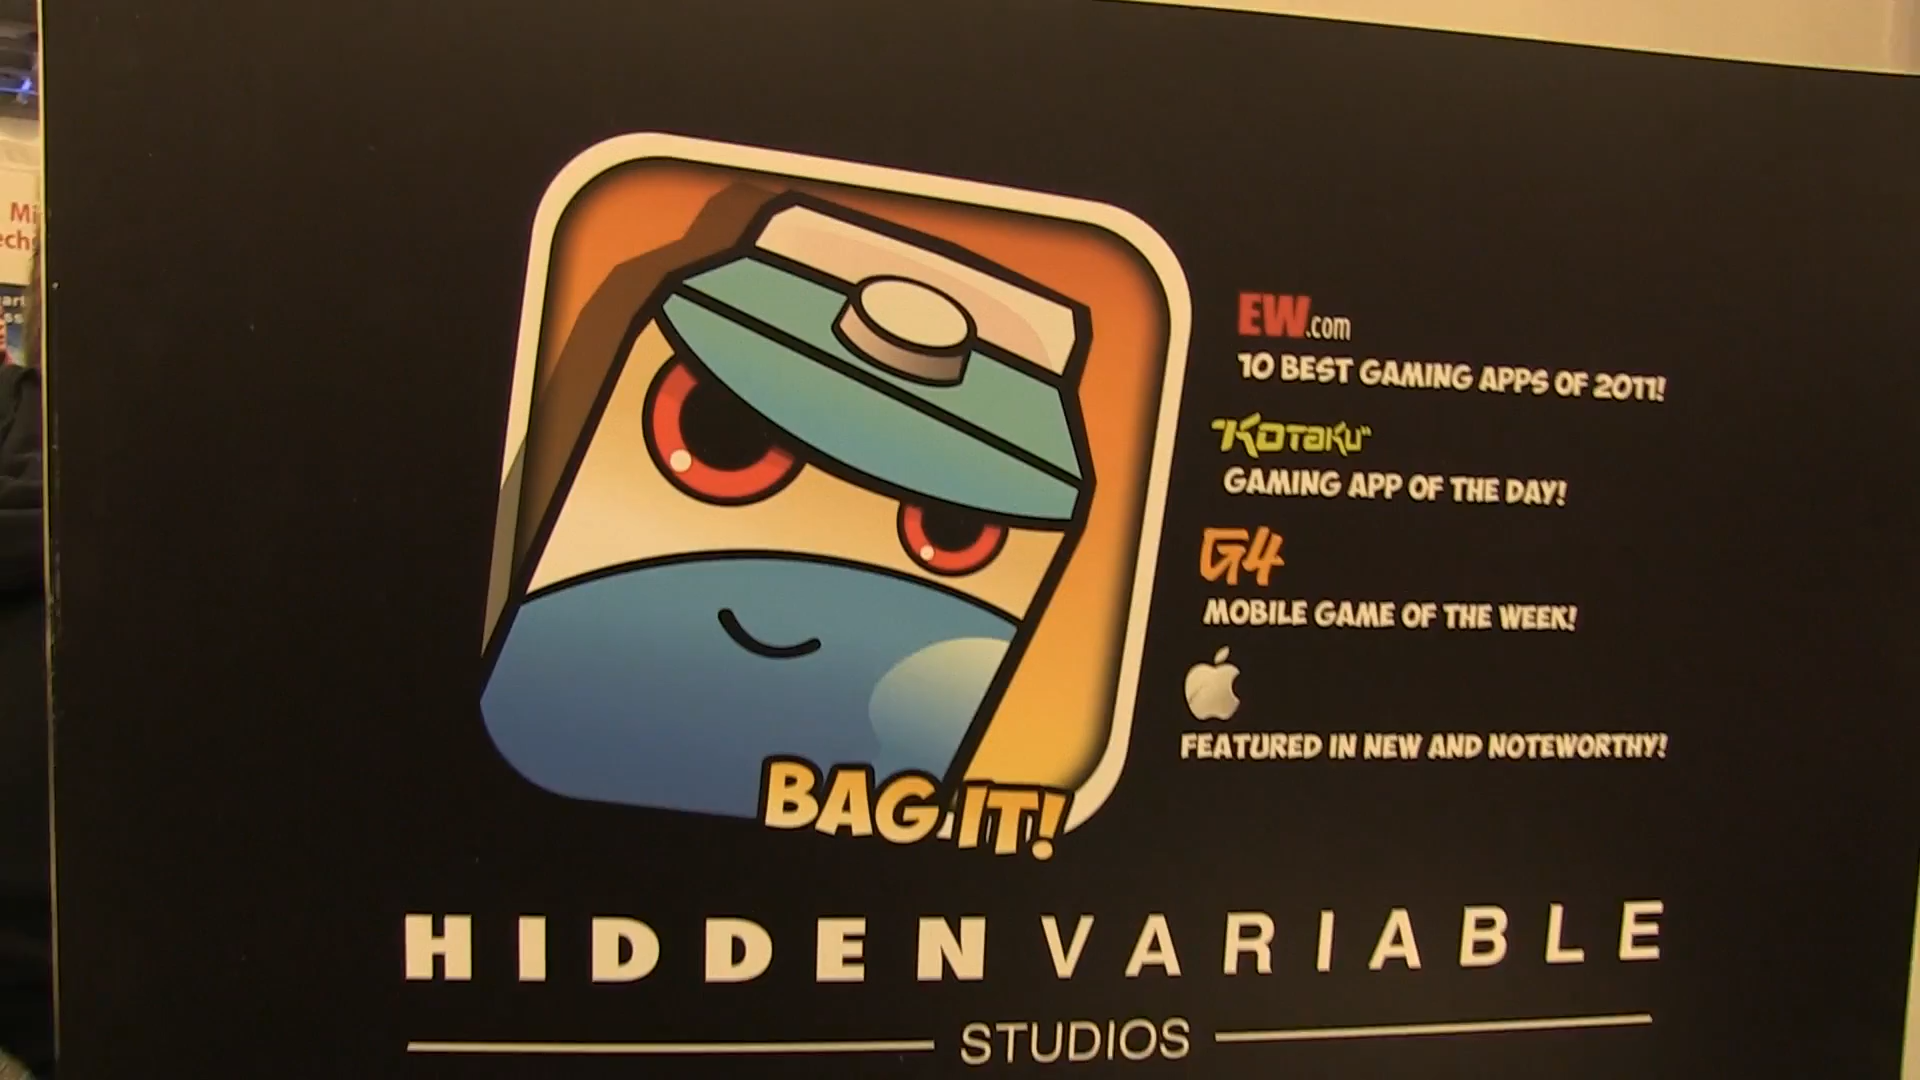 EW.com
10 BEST GAMING APPS OF 2011!
KOTAKU
GAMING APP OF THE DAY!
G4
MOBILE GAME OF THE WEEK!
FEATURED IN NEW AND NOTEWORTHY!
BAG IT!
HIDDEN VARIABLE
STUDIOS